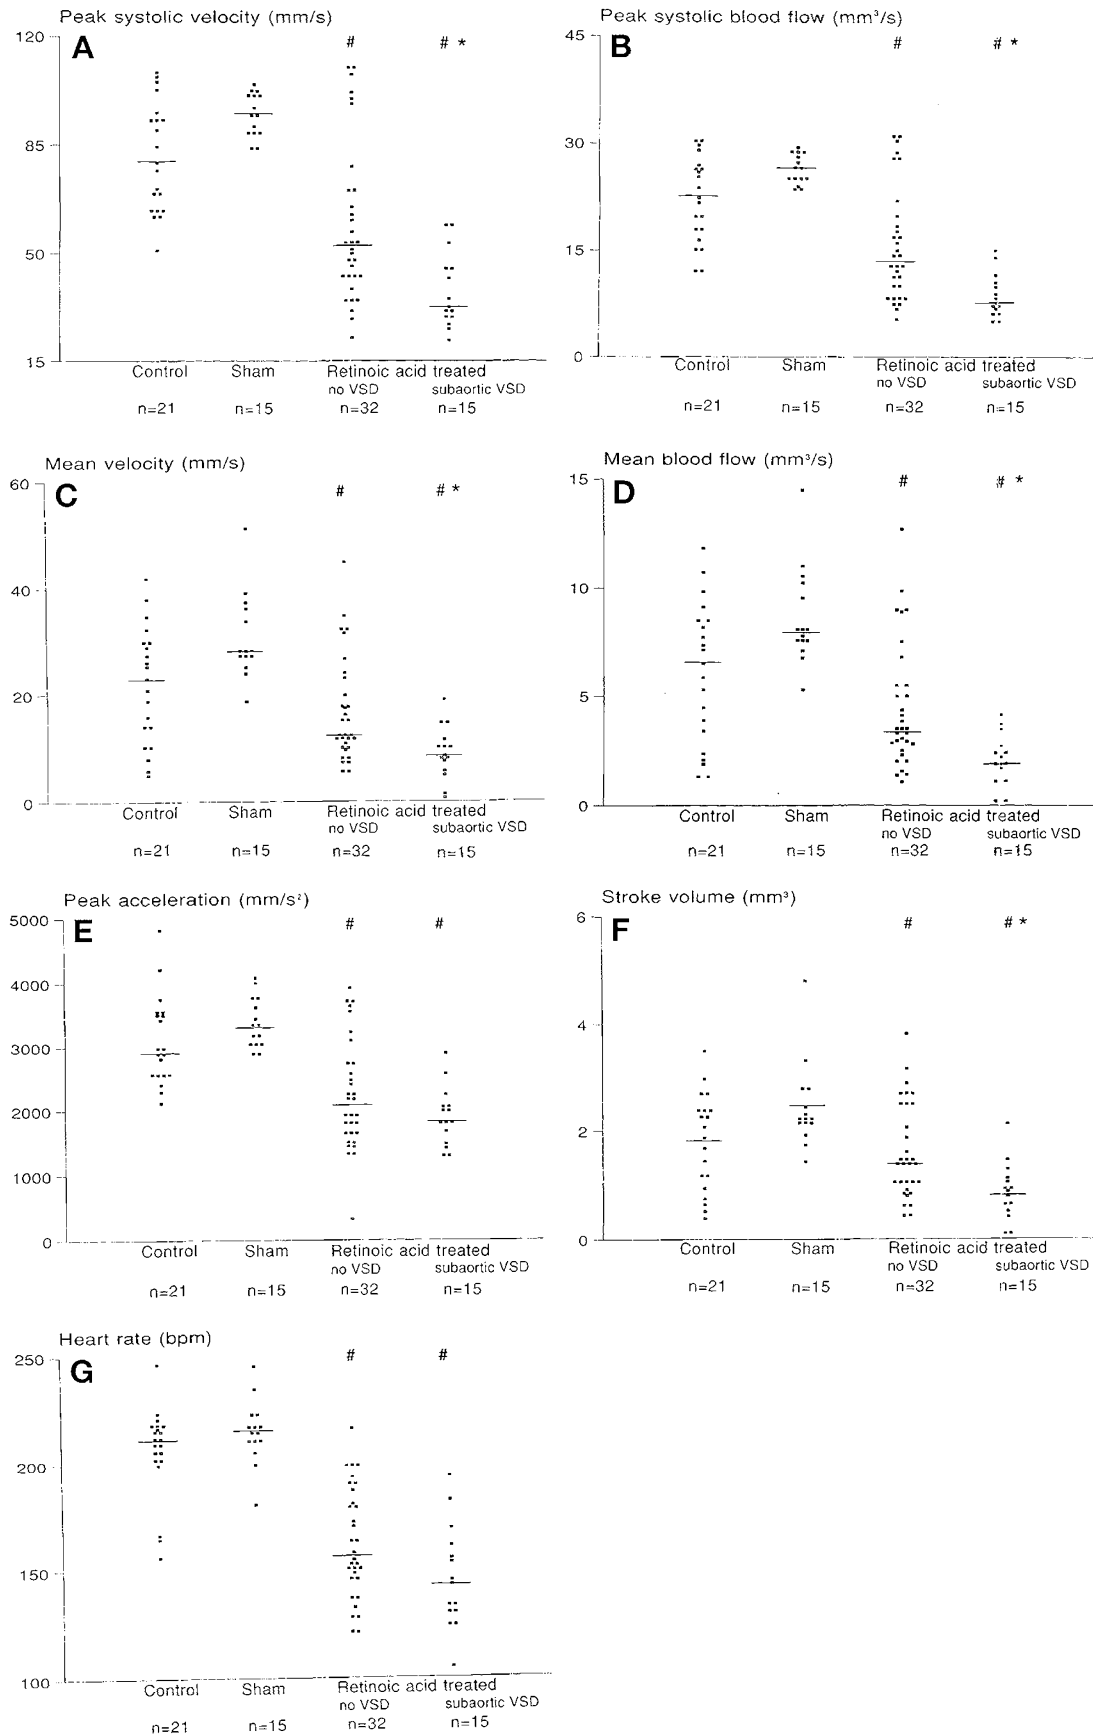 Peak systolic velocity (mm/s)
A
# # *
120
85
50
15
Control Sham Retinoic acid treated
no VSD subaortic VSD
n=21 n=15 n=32 n=15
Peak systolic blood flow (mm³/s)
B
# # *
45
30
15
0
Control Sham Retinoic acid treated
no VSD subaortic VSD
n=21 n=15 n=32 n=15
Mean velocity (mm/s)
C
# # *
60
40
20
0
Control Sham Retinoic acid treated
no VSD subaortic VSD
n=21 n=15 n=32 n=15
Mean blood flow (mm³/s)
D
# # *
15
10
5
0
Control Sham Retinoic acid treated
no VSD subaortic VSD
n=21 n=15 n=32 n=15
Peak acceleration (mm/s²)
E
# #
5000
4000
3000
2000
1000
0
Control Sham Retinoic acid treated
no VSD subaortic VSD
n=21 n=15 n=32 n=15
Stroke volume (mm³)
F
# # *
6
4
2
0
Control Sham Retinoic acid treated
no VSD subaortic VSD
n=21 n=15 n=32 n=15
Heart rate (bpm)
G
# #
250
200
150
100
Control Sham Retinoic acid treated
no VSD subaortic VSD
n=21 n=15 n=32 n=15